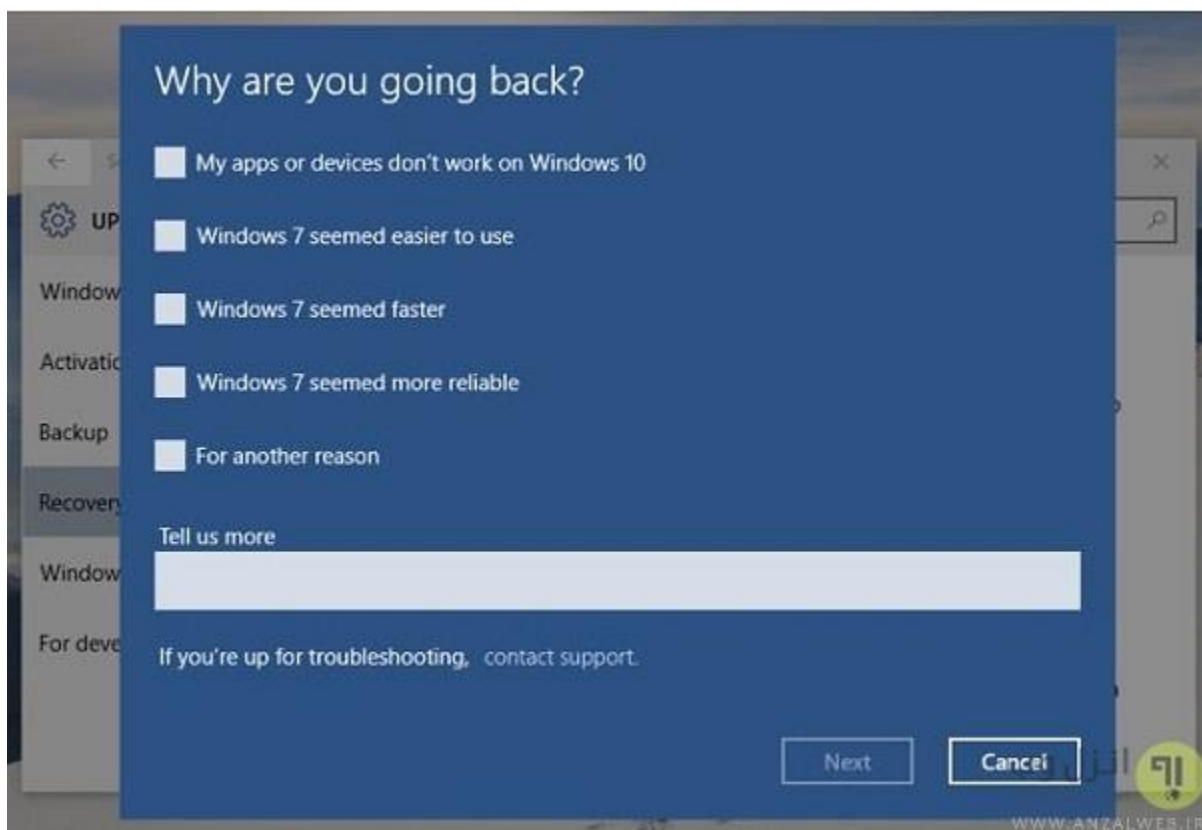 Why are you going back?
My apps or devices don't work on Windows 10
UP
Windows 7 seemed easier to use
Window
Windows 7 seemed faster
Activatic
Windows 7 seemed more reliable
Backup
For another reason
Recovery
Tell us more
Window
For deve
If you're up for troubleshooting, contact support.
Next
Cancel
WWW.ANZALWEB.IR